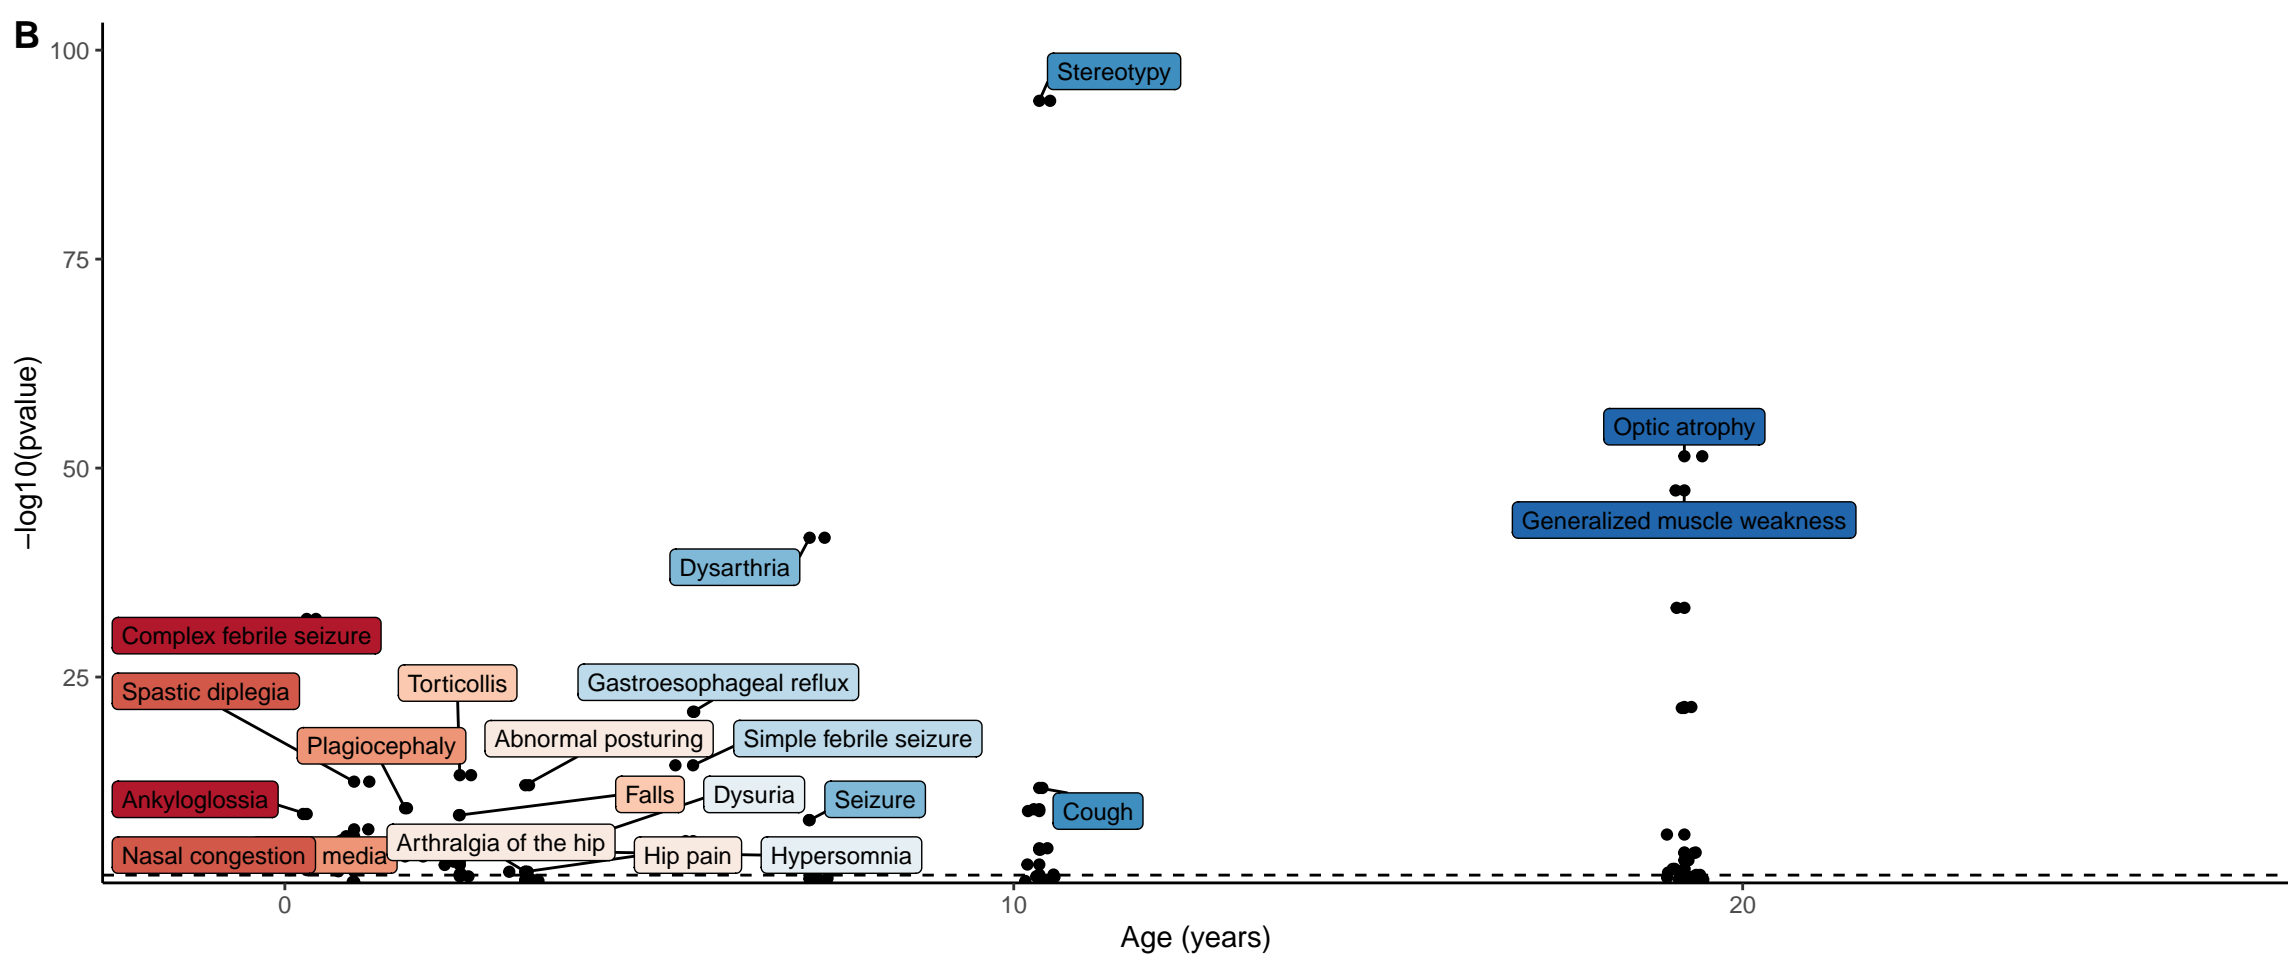 B
100
Stereotypy
75
Optic atrophy
50
Generalized muscle weakness
Dysarthria
Complex febrile seizure
25
Torticollis
Gastroesophageal reflux
Spastic diplegia
Plagiocephaly
Abnormal posturing
Simple febrile seizure
Ankyloglossia
Falls
Dysuria
Seizure
Cough
Nasal congestion
media
Arthralgia of the hip
Hip pain
Hypersomnia
0
10
20
Age (years)
−log10(pvalue)